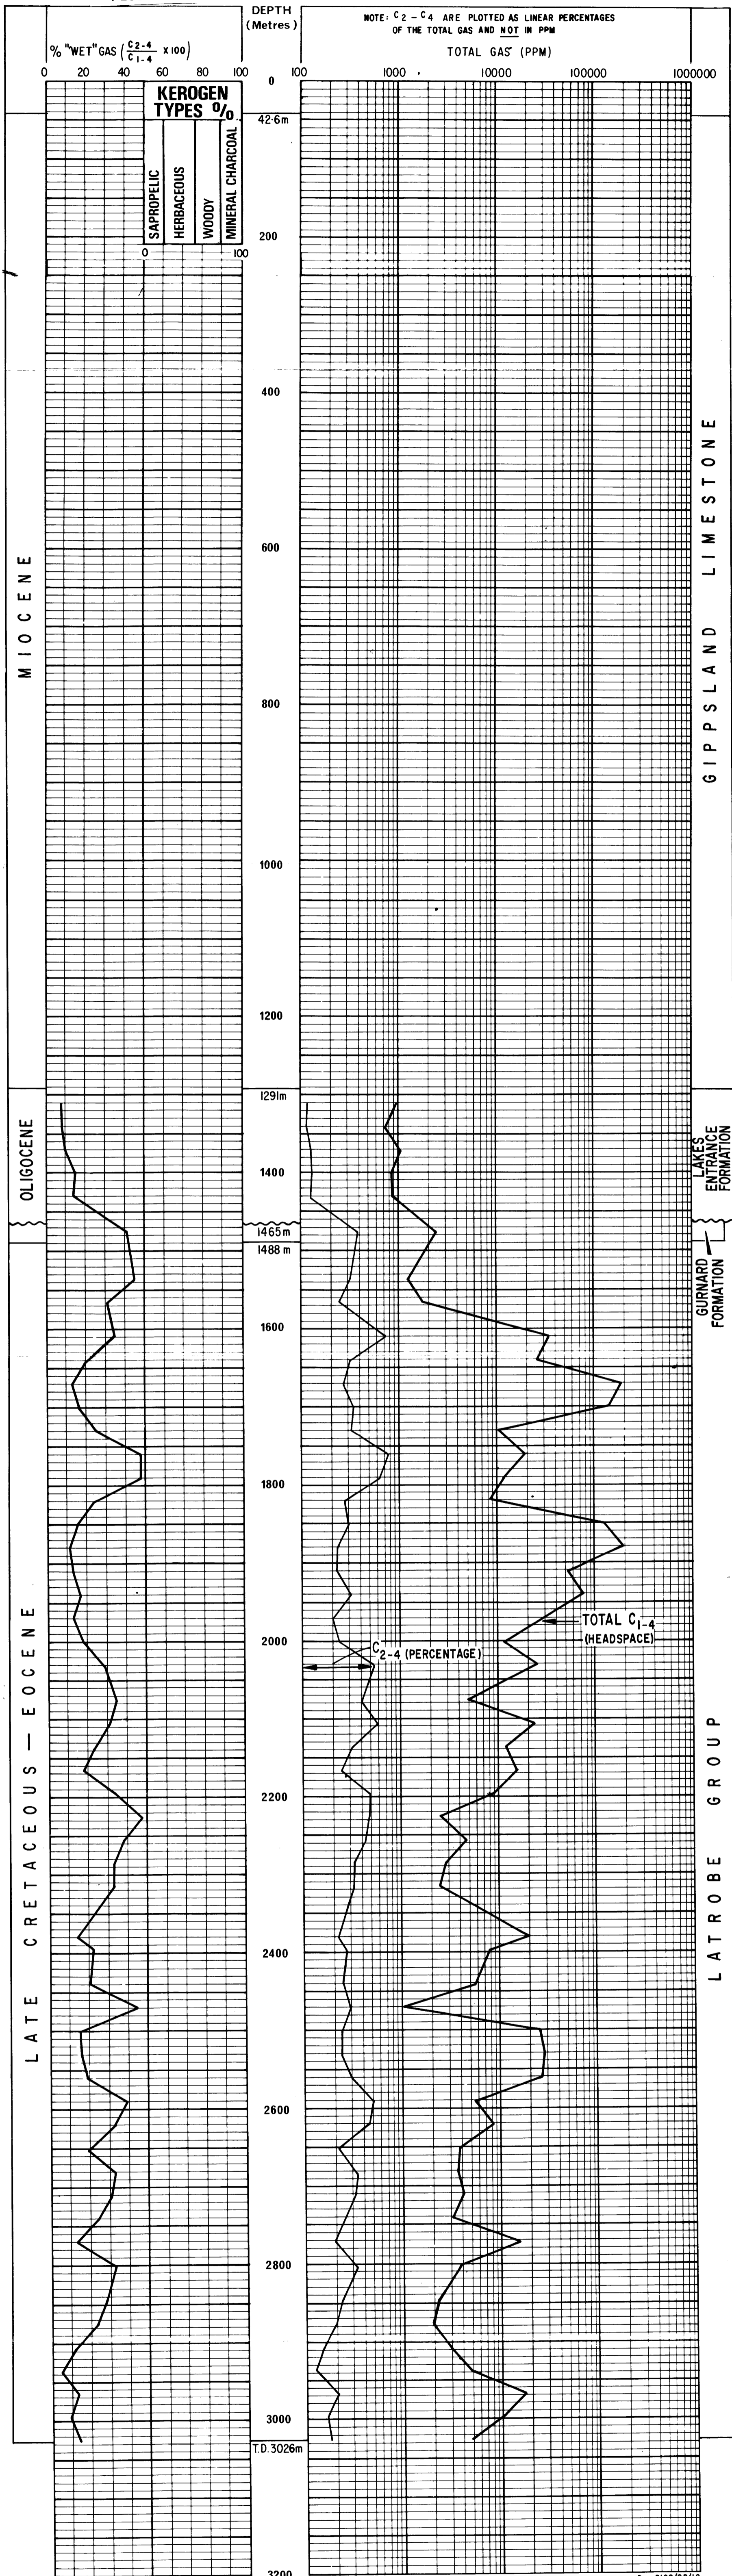 DEPTH
(Metres)
NOTE: C2 – C4 ARE PLOTTED AS LINEAR PERCENTAGES
OF THE TOTAL GAS AND NOT IN PPM
% "WET" GAS (C2-4/C1-4 X 100)
TOTAL GAS (PPM)
0 20 40 60 80 100
100 1000 10000 100000 1000000
KEROGEN
TYPES %
SAPROPELIC
HERBACEOUS
WOODY
MINERAL CHARCOAL
0 100
0
42·6m
200
400
600
800
1000
1200
1291m
1400
1465m
1488 m
1600
1800
2000
2200
2400
2600
2800
3000
T.D. 3026m
3200
MIOCENE
OLIGOCENE
LATE CRETACEOUS — EOCENE
GIPPSLAND LIMESTONE
LAKES
ENTRANCE
FORMATION
GURNARD
FORMATION
LATROBE GROUP
TOTAL C1-4
(HEADSPACE)
C2-4 (PERCENTAGE)